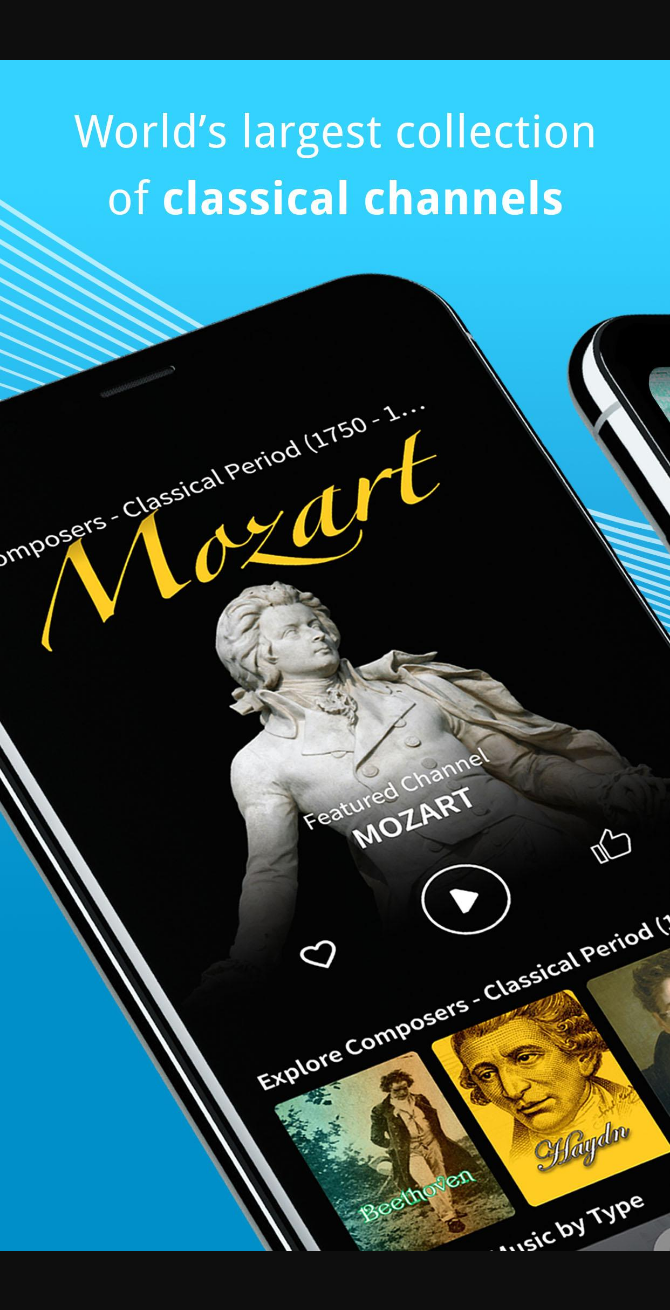 World’s largest collection
of classical channels
omposers - Classical Period (1750 - 1...
Mozart
Featured Channel
MOZART
Explore Composers - Classical Period (1
Beethoven
Haydn
Music by Type